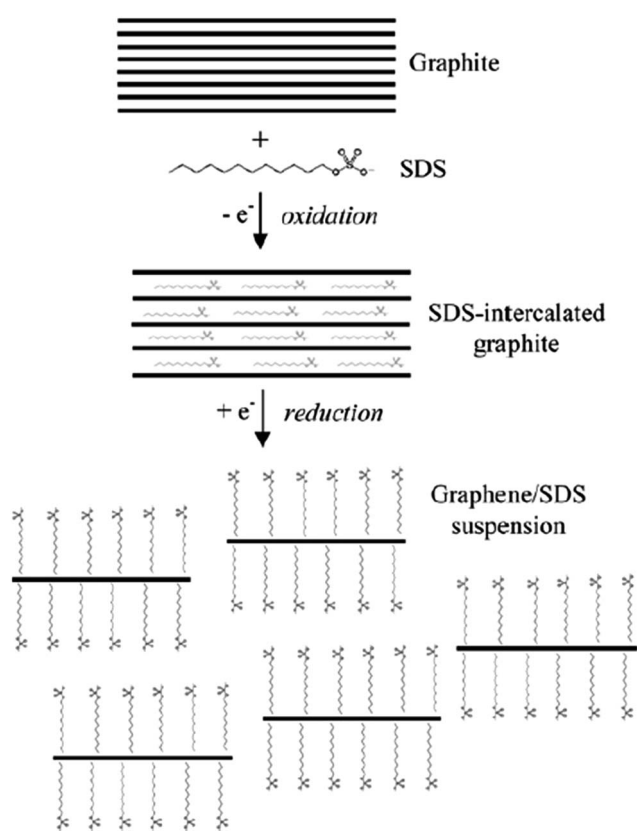 Graphite
+
SDS
- e⁻ oxidation
SDS-intercalated
graphite
+ e⁻ reduction
Graphene/SDS
suspension